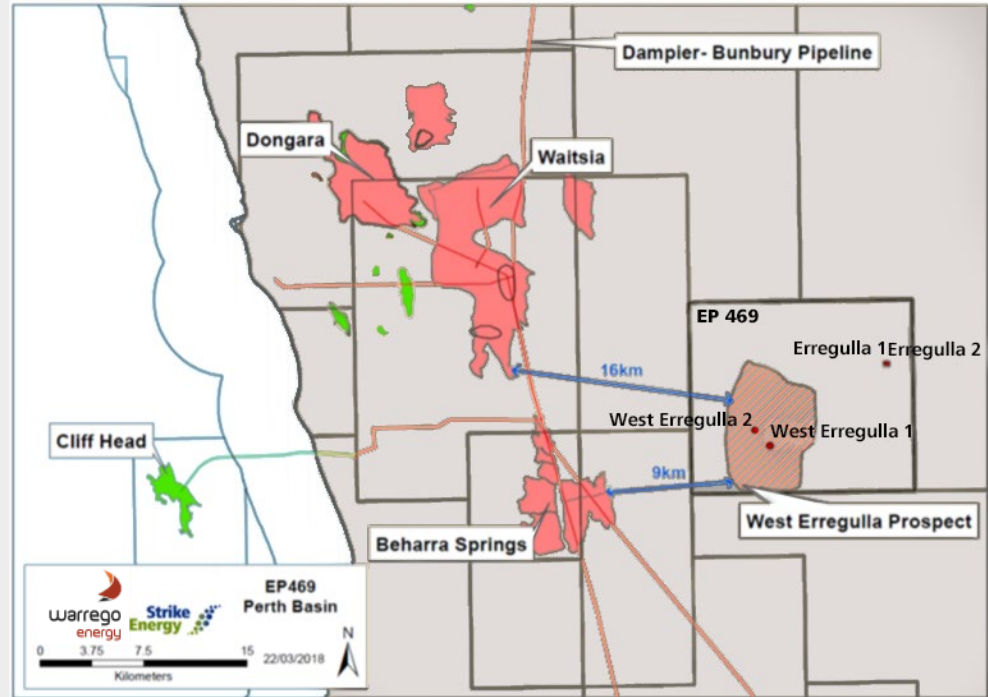 Dampier- Bunbury Pipeline
Dongara
Waitsia
EP 469
Erregulla 1 Erregulla 2
16km
West Erregulla 2
West Erregulla 1
Cliff Head
9km
West Erregulla Prospect
Beharra Springs
warrego
energy
Strike
Energy
EP469
Perth Basin
N
0 3.75 7.5 15
Kilometers
22/03/2018